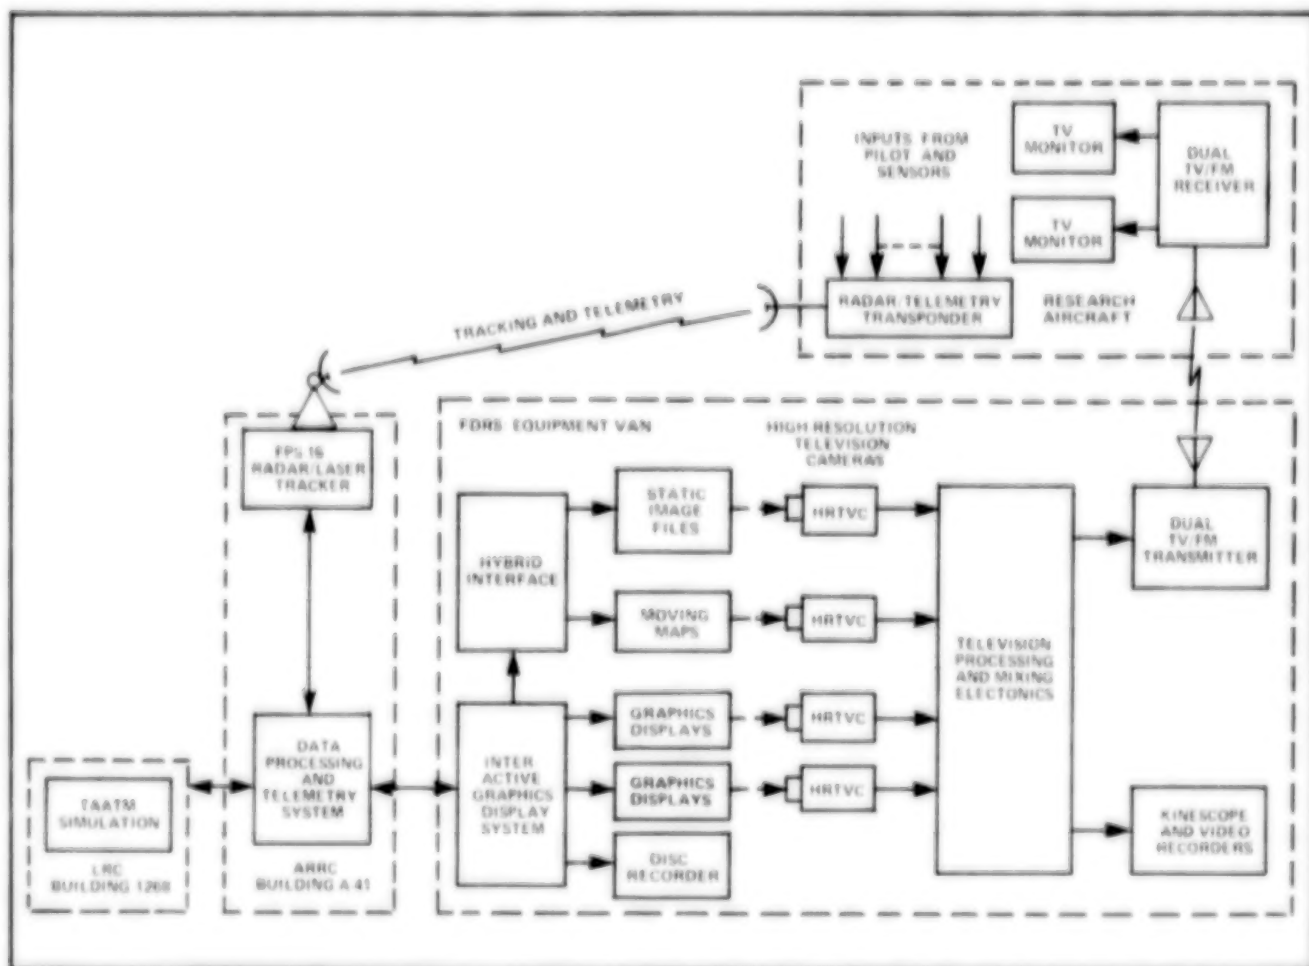 INPUTS FROM
PILOT AND
SENSORS
TV
MONITOR
TV
MONITOR
DUAL
TV/FM
RECEIVER
RADAR/TELEMETRY
TRANSPONDER
RESEARCH
AIRCRAFT
TRACKING AND TELEMETRY
FPS 16
RADAR/LASER
TRACKER
DATA
PROCESSING
AND
TELEMETRY
SYSTEM
ARRC
BUILDING A 41
TAATM
SIMULATION
LRC
BUILDING 1268
FDRS EQUIPMENT VAN
HIGH RESOLUTION
TELEVISION
CAMERAS
HYBRID
INTERFACE
STATIC
IMAGE
FILES
HRTVC
MOVING
MAPS
HRTVC
INTER
ACTIVE
GRAPHICS
DISPLAY
SYSTEM
GRAPHICS
DISPLAYS
HRTVC
GRAPHICS
DISPLAYS
HRTVC
DISC
RECORDER
TELEVISION
PROCESSING
AND MIXING
ELECTONICS
DUAL
TV/FM
TRANSMITTER
KINESCOPE
AND VIDEO
RECORDERS